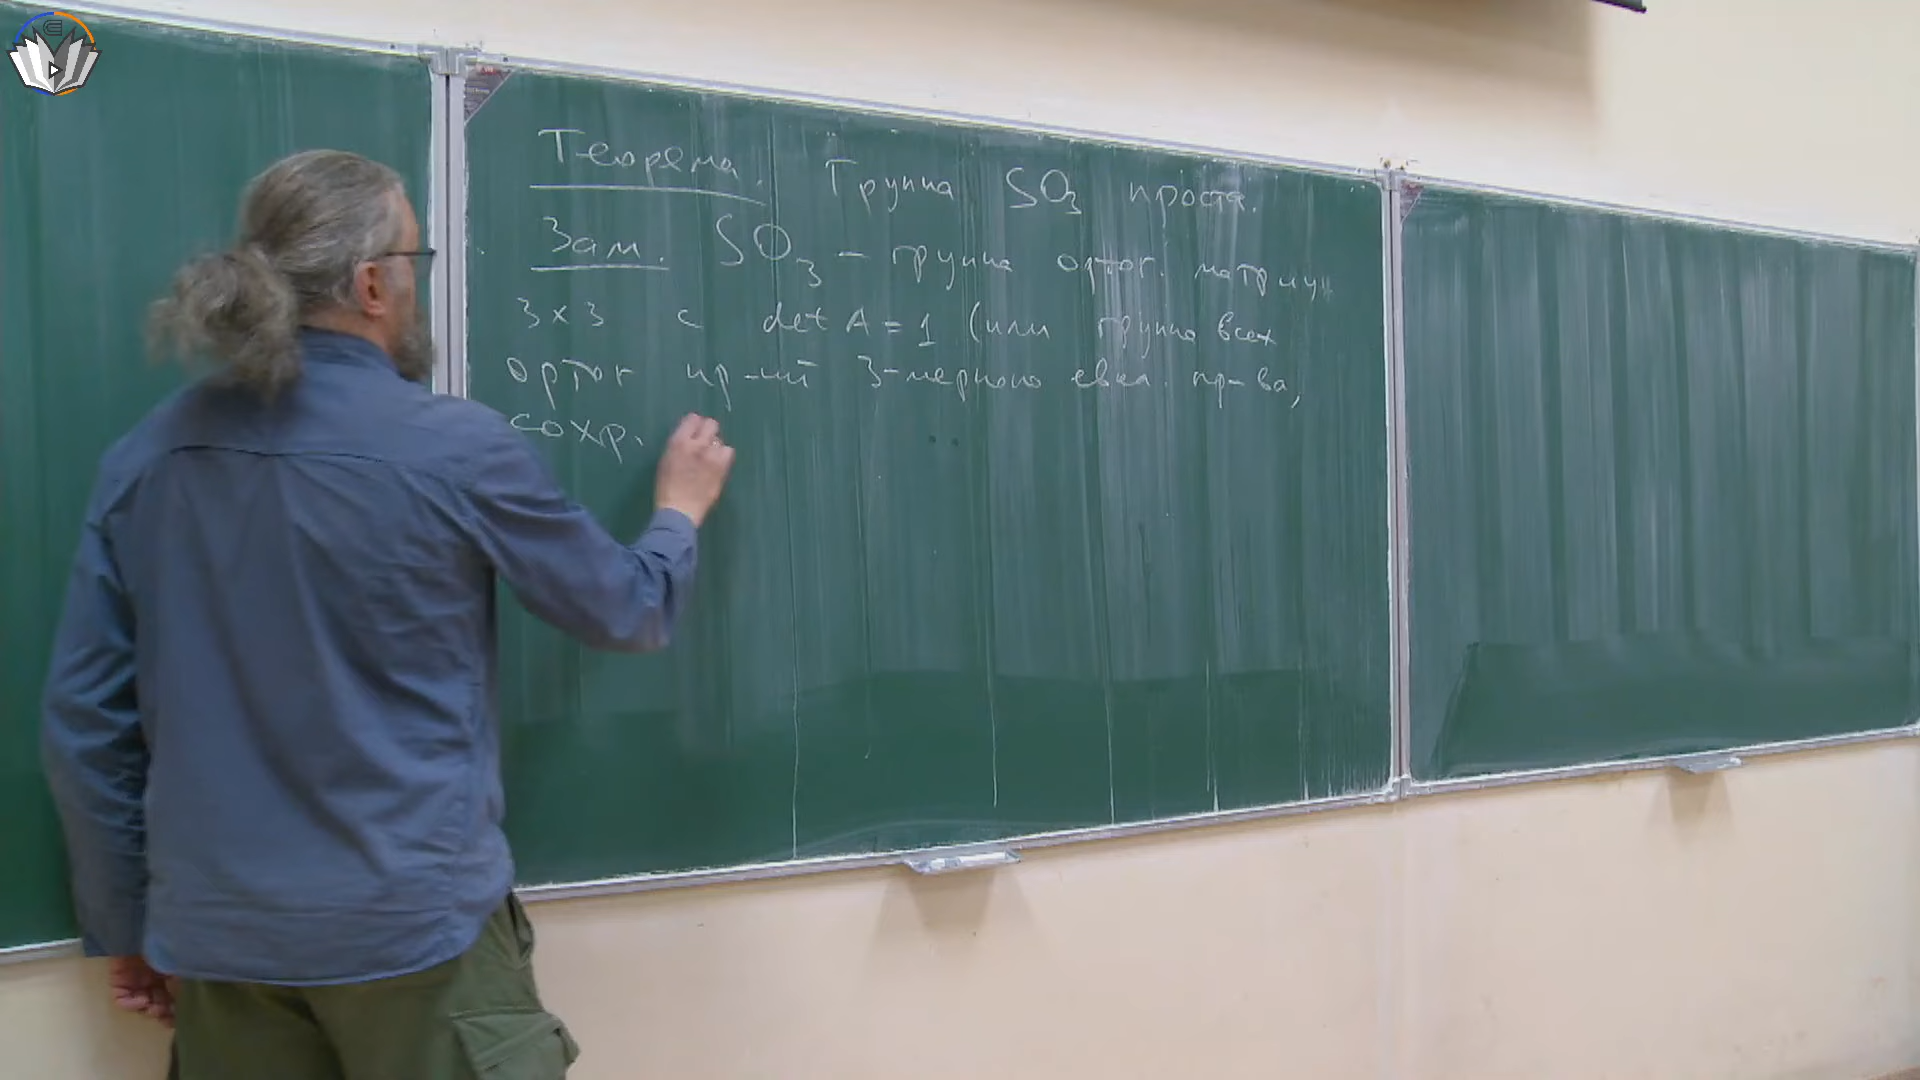 Теорема. Группа SO₃ проста.
Зам. SO₃ – группа ортог. матриц
3×3 с det A = 1 (или группа всех
ортог пр-ий 3-мерного евкл. пр-ва,
сохр.